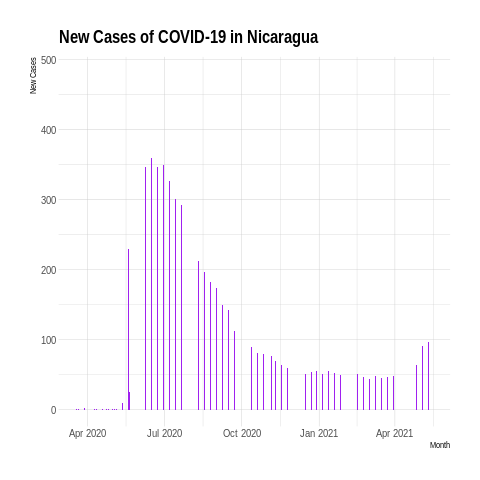 New Cases of COVID-19 in Nicaragua
New Cases
500
400
300
200
100
0
Apr 2020
Jul 2020
Oct 2020
Jan 2021
Apr 2021
Month